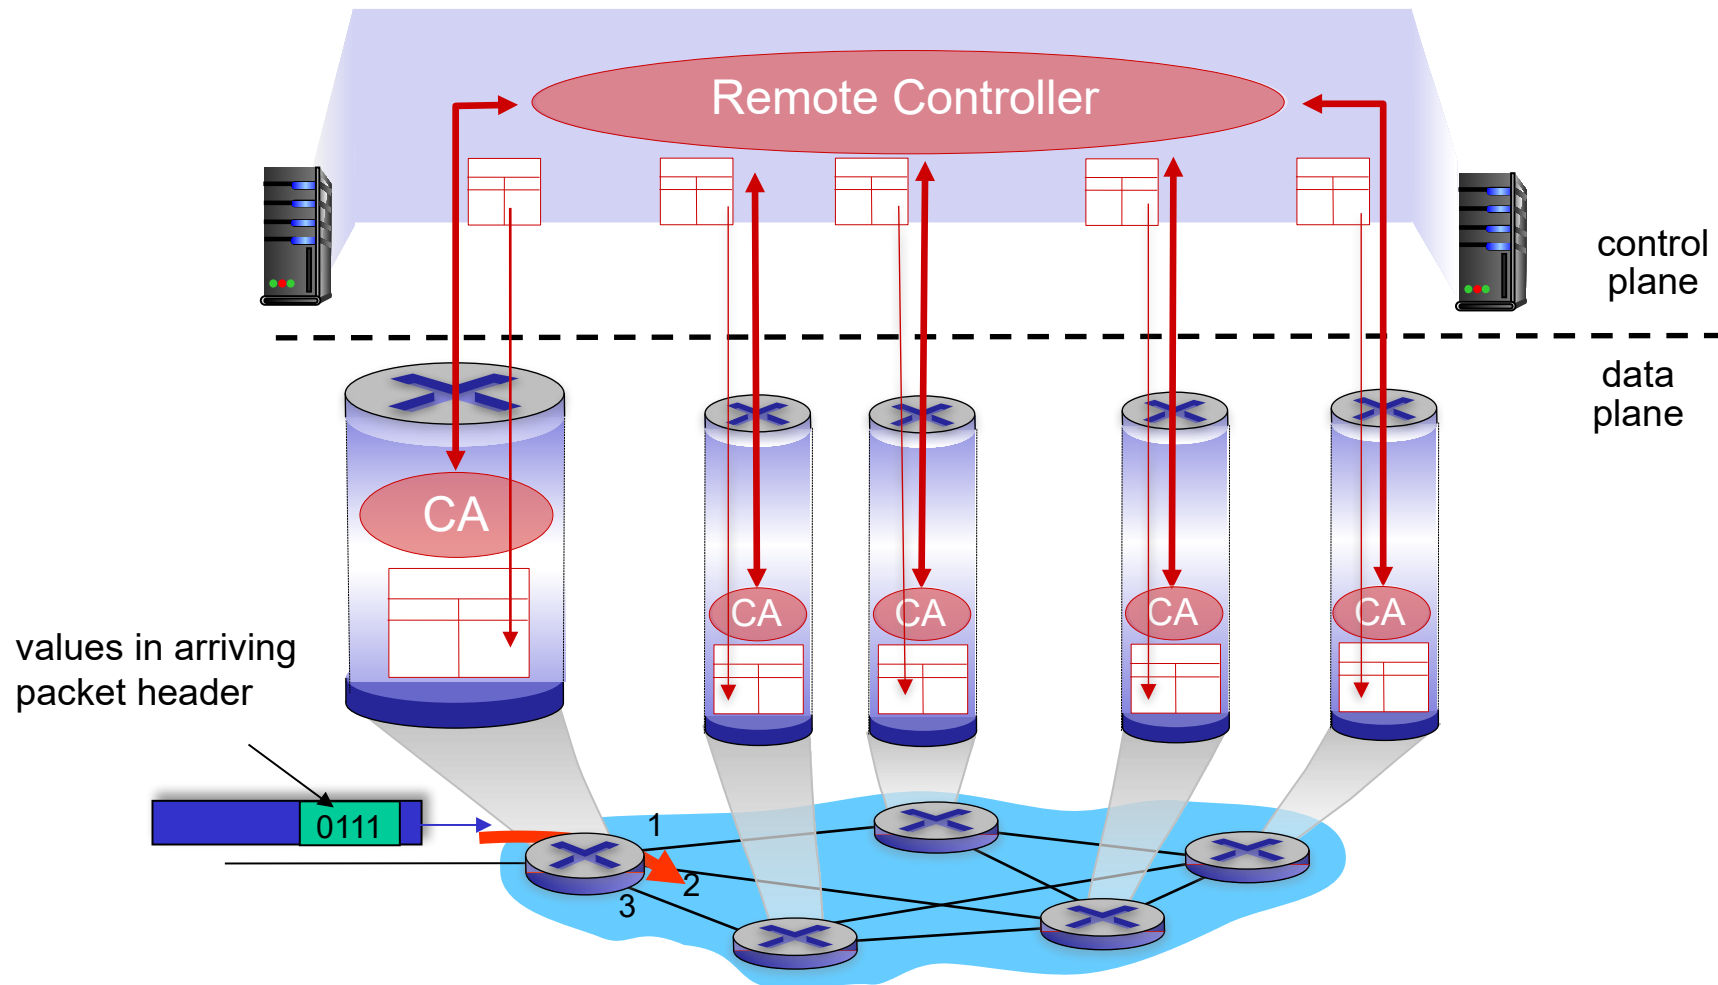 Remote Controller
control
plane
data
plane
CA
CA
CA
CA
CA
values in arriving
packet header
0111
1
2
3